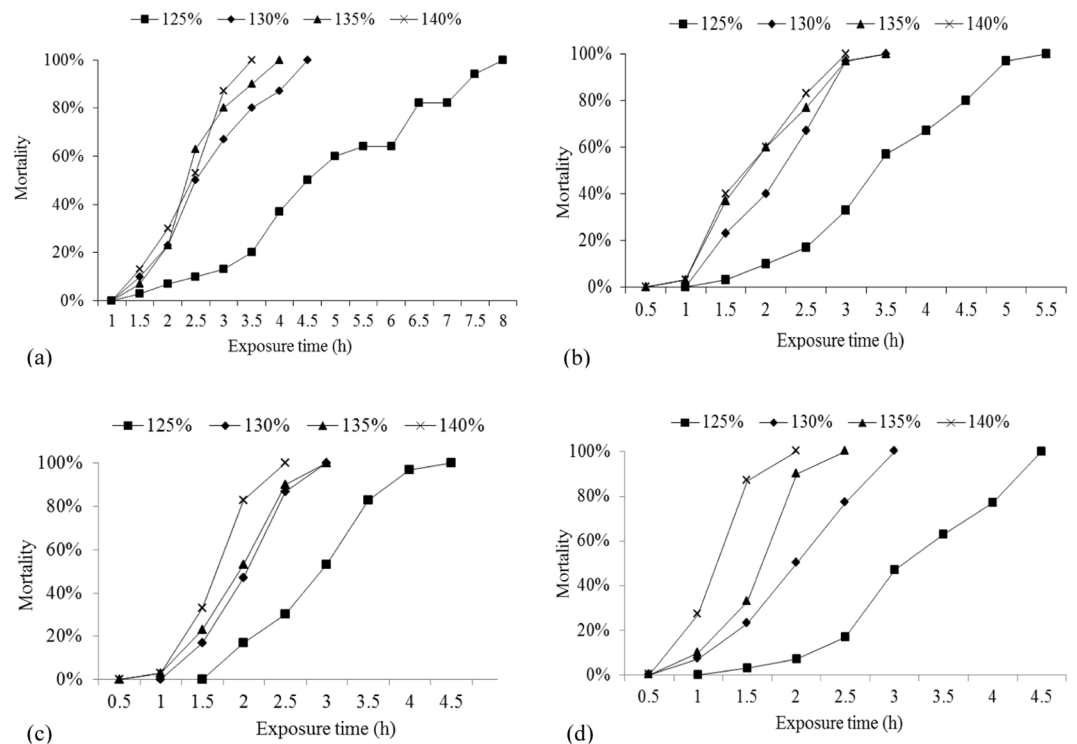 125% 130% 135% 140%
100%
80%
60%
40%
20%
0%
Mortality
1 1.5 2 2.5 3 3.5 4 4.5 5 5.5 6 6.5 7 7.5 8
Exposure time (h)
(a)
125% 130% 135% 140%
100%
80%
60%
40%
20%
0%
Mortality
0.5 1 1.5 2 2.5 3 3.5 4 4.5 5 5.5
Exposure time (h)
(b)
125% 130% 135% 140%
100%
80%
60%
40%
20%
0%
Mortality
0.5 1 1.5 2 2.5 3 3.5 4 4.5
Exposure time (h)
(c)
125% 130% 135% 140%
100%
80%
60%
40%
20%
0%
Mortality
0.5 1 1.5 2 2.5 3 3.5 4 4.5
Exposure time (h)
(d)